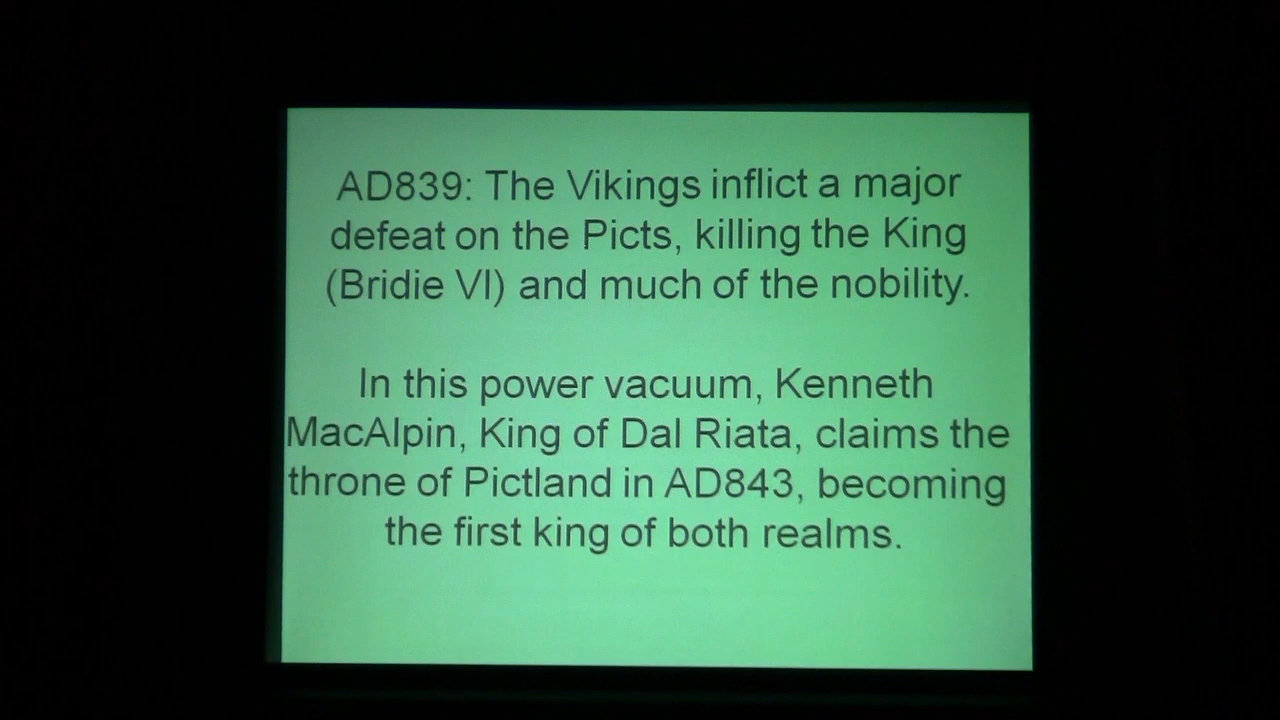 AD839: The Vikings inflict a major
defeat on the Picts, killing the King
(Bridie VI) and much of the nobility.
In this power vacuum, Kenneth
MacAlpin, King of Dal Riata, claims the
throne of Pictland in AD843, becoming
the first king of both realms.